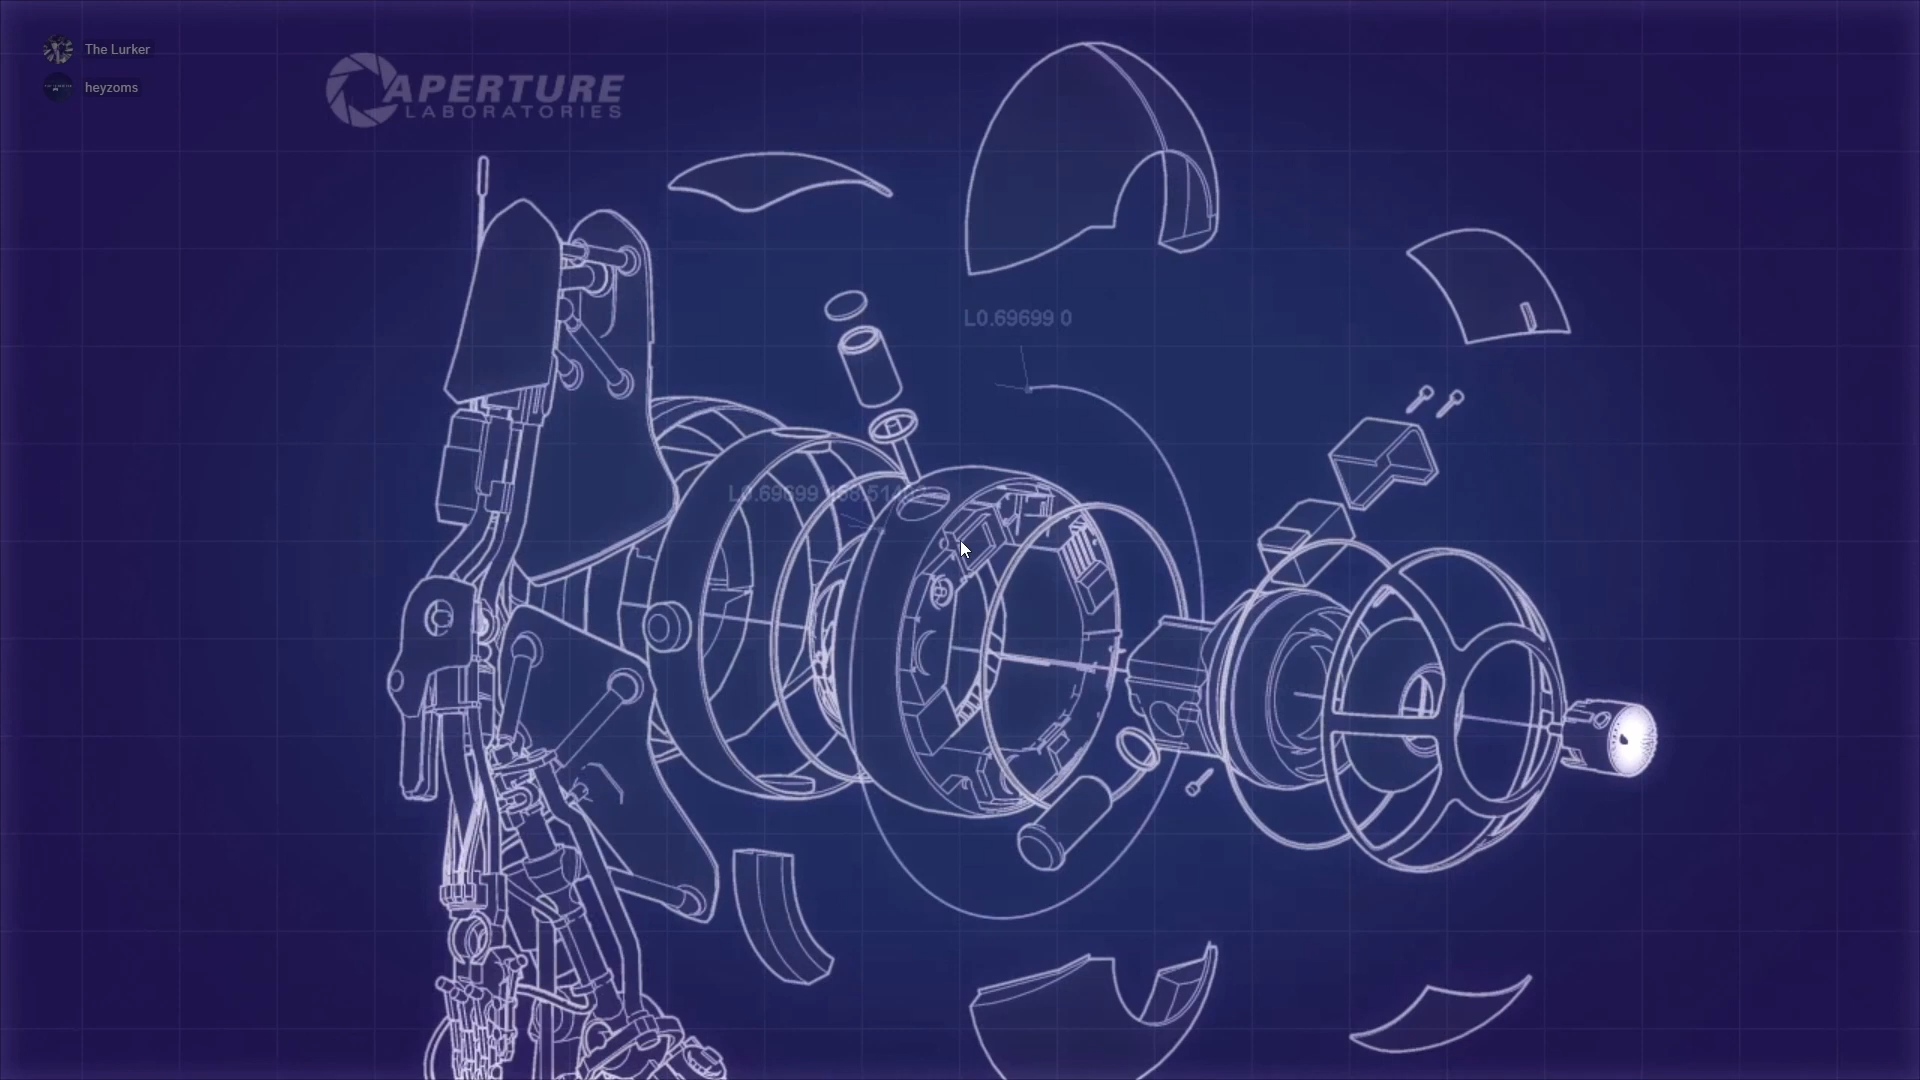 The Lurker
heyzoms
APERTURE
LABORATORIES
L0.69699 0